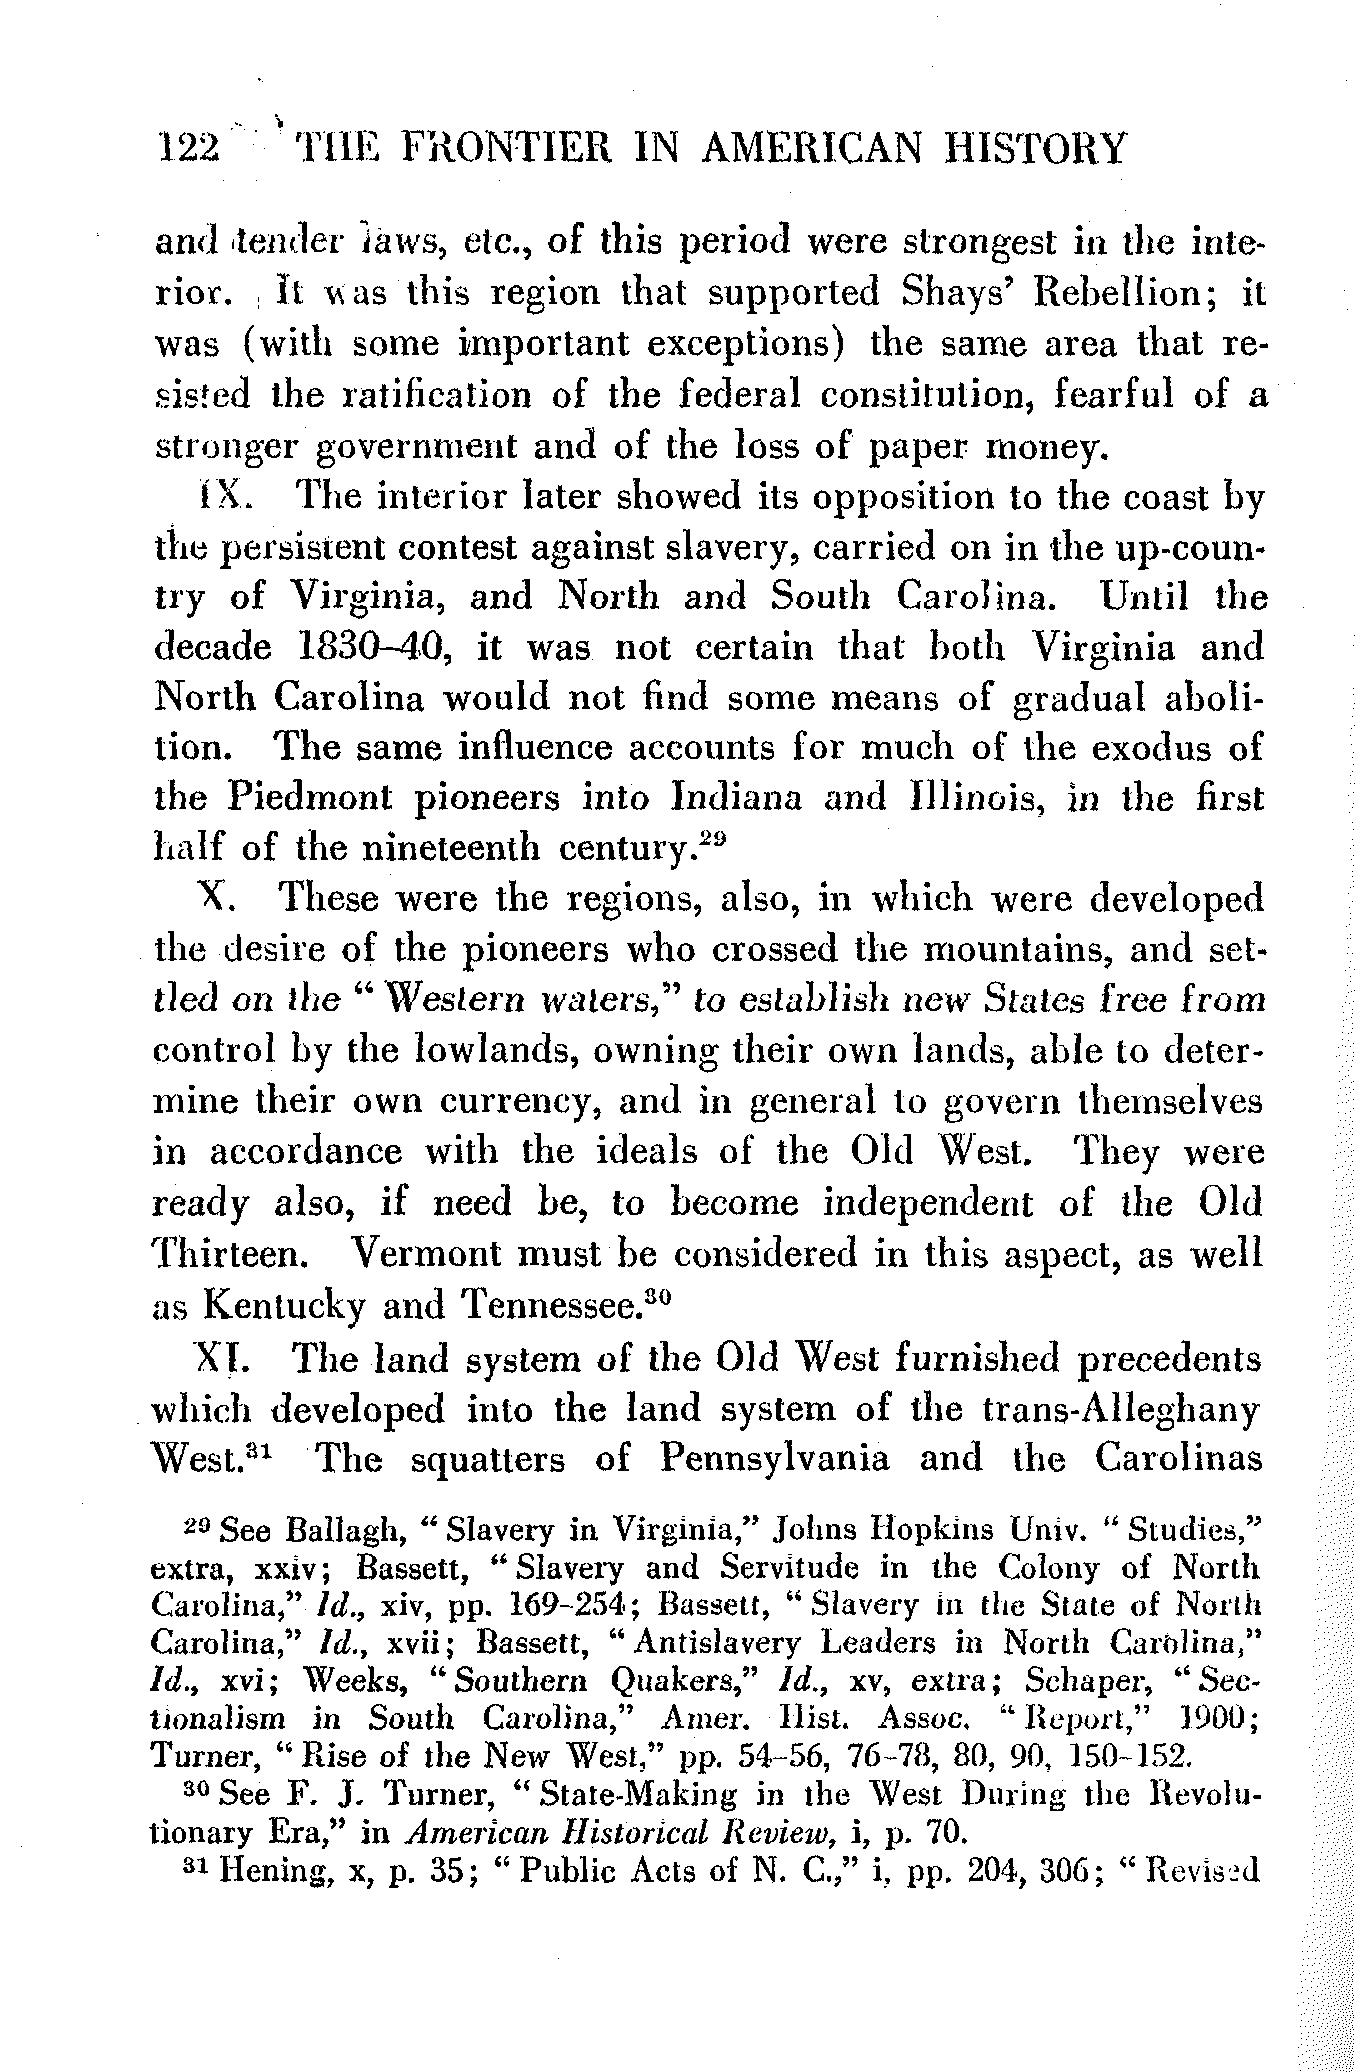 122 THE FRONTIER IN AMERICAN HISTORY
and tender laws, etc., of this period were strongest in the inte-
rior. It was this region that supported Shays' Rebellion; it
was (with some important exceptions) the same area that re-
sisted the ratification of the federal constitution, fearful of a
stronger government and of the loss of paper money.
IX. The interior later showed its opposition to the coast by
the persistent contest against slavery, carried on in the up-coun-
try of Virginia, and North and South Carolina. Until the
decade 1830–40, it was not certain that both Virginia and
North Carolina would not find some means of gradual aboli-
tion. The same influence accounts for much of the exodus of
the Piedmont pioneers into Indiana and Illinois, in the first
half of the nineteenth century.²⁹
X. These were the regions, also, in which were developed
the desire of the pioneers who crossed the mountains, and set-
tled on the "Western waters," to establish new States free from
control by the lowlands, owning their own lands, able to deter-
mine their own currency, and in general to govern themselves
in accordance with the ideals of the Old West. They were
ready also, if need be, to become independent of the Old
Thirteen. Vermont must be considered in this aspect, as well
as Kentucky and Tennessee.³⁰
XI. The land system of the Old West furnished precedents
which developed into the land system of the trans-Alleghany
West.³¹ The squatters of Pennsylvania and the Carolinas
²⁹ See Ballagh, "Slavery in Virginia," Johns Hopkins Univ. "Studies,"
extra, xxiv; Bassett, "Slavery and Servitude in the Colony of North
Carolina," Id., xiv, pp. 169–254; Bassett, "Slavery in the State of North
Carolina," Id., xvii; Bassett, "Antislavery Leaders in North Carolina,"
Id., xvi; Weeks, "Southern Quakers," Id., xv, extra; Schaper, "Sec-
tionalism in South Carolina," Amer. Hist. Assoc. "Report," 1900;
Turner, "Rise of the New West," pp. 54–56, 76–78, 80, 90, 150–152.
³⁰ See F. J. Turner, "State-Making in the West During the Revolu-
tionary Era," in American Historical Review, i, p. 70.
³¹ Hening, x, p. 35; "Public Acts of N. C.," i, pp. 204, 306; "Revised